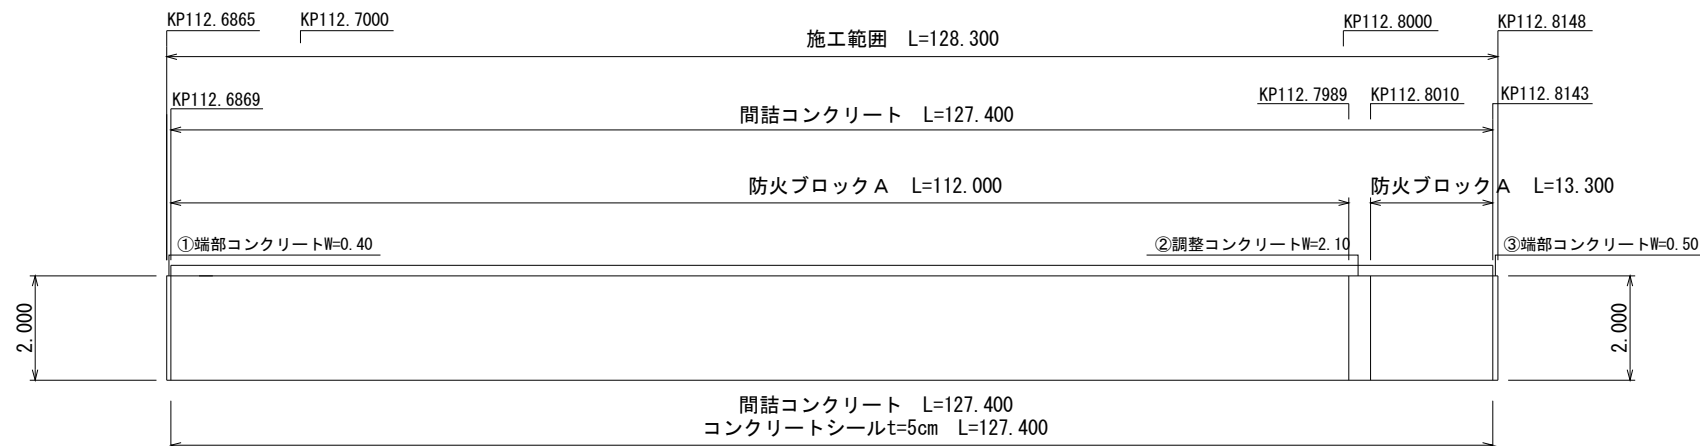 KP112.6865
KP112.7000
KP112.8000
KP112.8148
施工範囲　L=128.300
KP112.6869
KP112.7989
KP112.8010
KP112.8143
間詰コンクリート　L=127.400
防火ブロックＡ　L=112.000
防火ブロックＡ　L=13.300
①端部コンクリートW=0.40
②調整コンクリートW=2.10
③端部コンクリートW=0.50
2.000
2.000
間詰コンクリート　L=127.400
コンクリートシールt=5cm　L=127.400